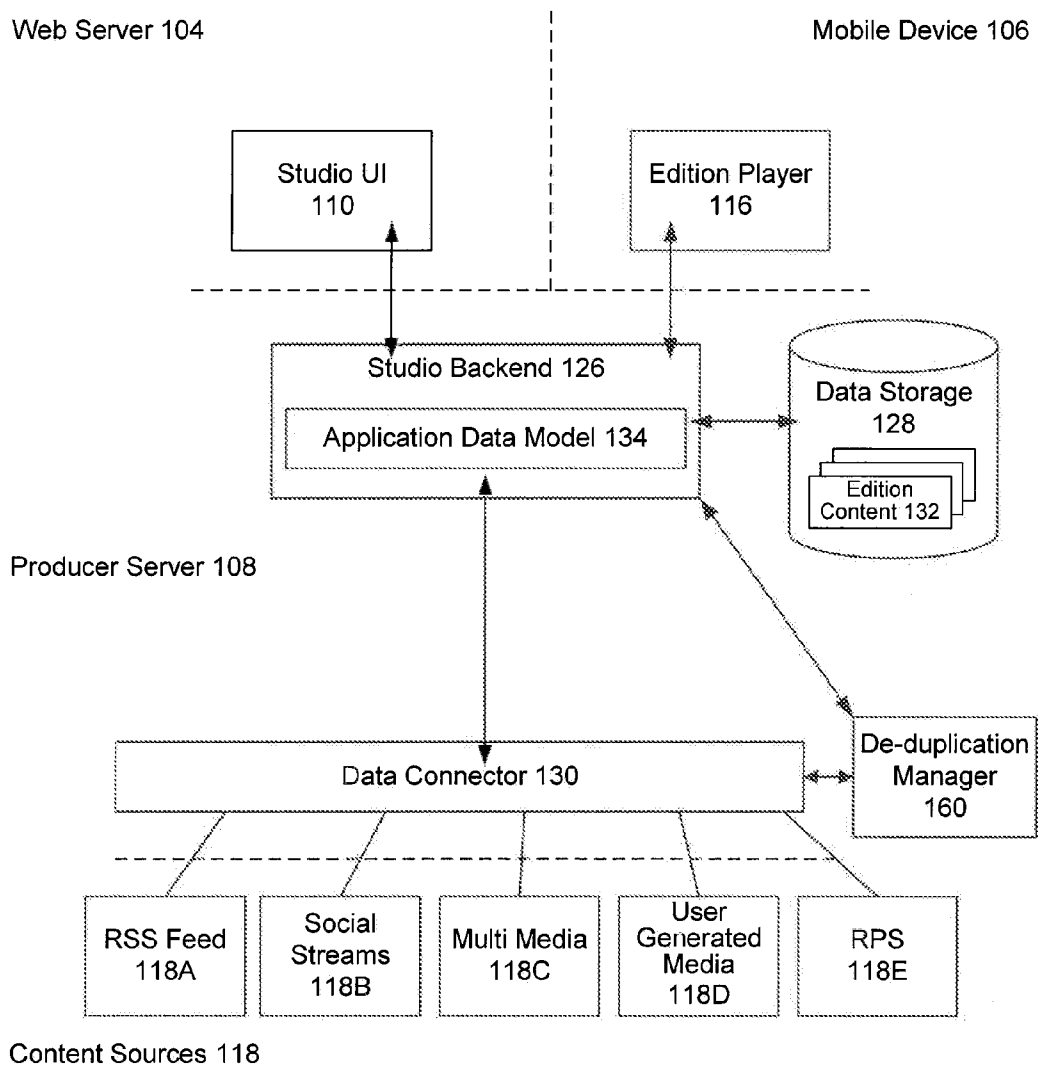 Web Server 104
Mobile Device 106
Studio UI
110
Edition Player
116
Studio Backend 126
Application Data Model 134
Data Storage
128
Edition
Content 132
Producer Server 108
Data Connector 130
De-duplication
Manager
160
RSS Feed
118A
Social
Streams
118B
Multi Media
118C
User
Generated
Media
118D
RPS
118E
Content Sources 118